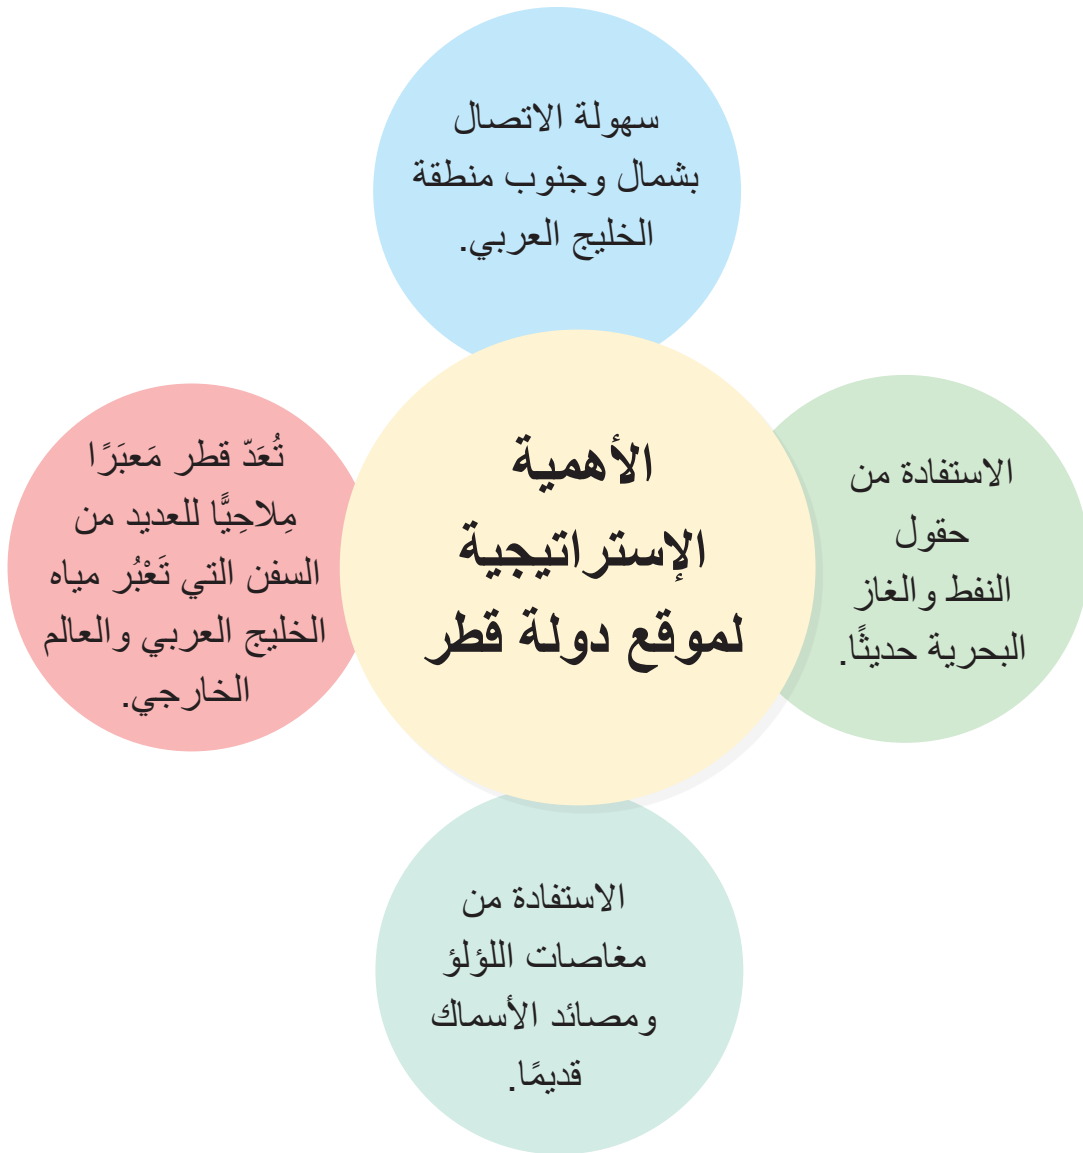 سهولة الاتصال
بشمال وجنوب منطقة
الخليج العربي.
الأهمية
الإستراتيجية
لموقع دولة قطر
الاستفادة من
حقول
النفط والغاز
البحرية حديثًا.
تُعَدّ قطر مَعبَرًا
مِلاحِيًّا للعديد من
السفن التي تَعْبُر مياه
الخليج العربي والعالم
الخارجي.
الاستفادة من
مغاصات اللؤلؤ
ومصائد الأسماك
قديمًا.